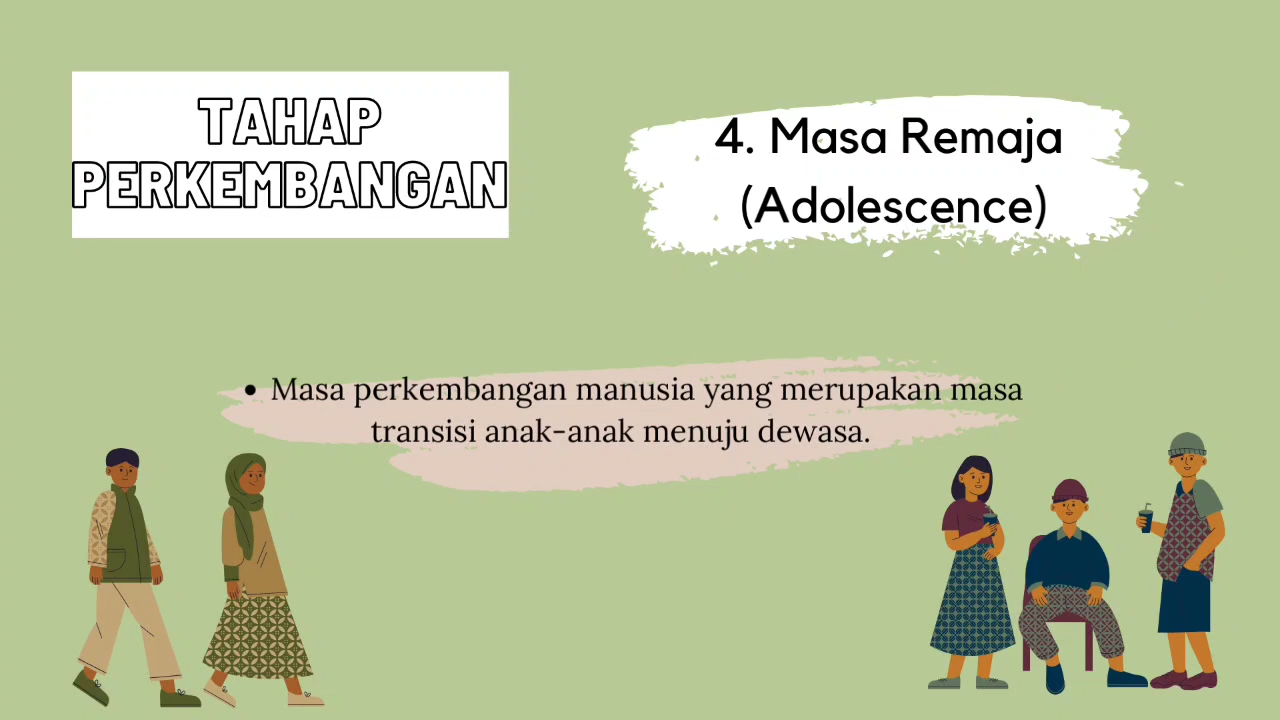 TAHAP
PERKEMBANGAN
4. Masa Remaja
(Adolescence)
• Masa perkembangan manusia yang merupakan masa
transisi anak-anak menuju dewasa.